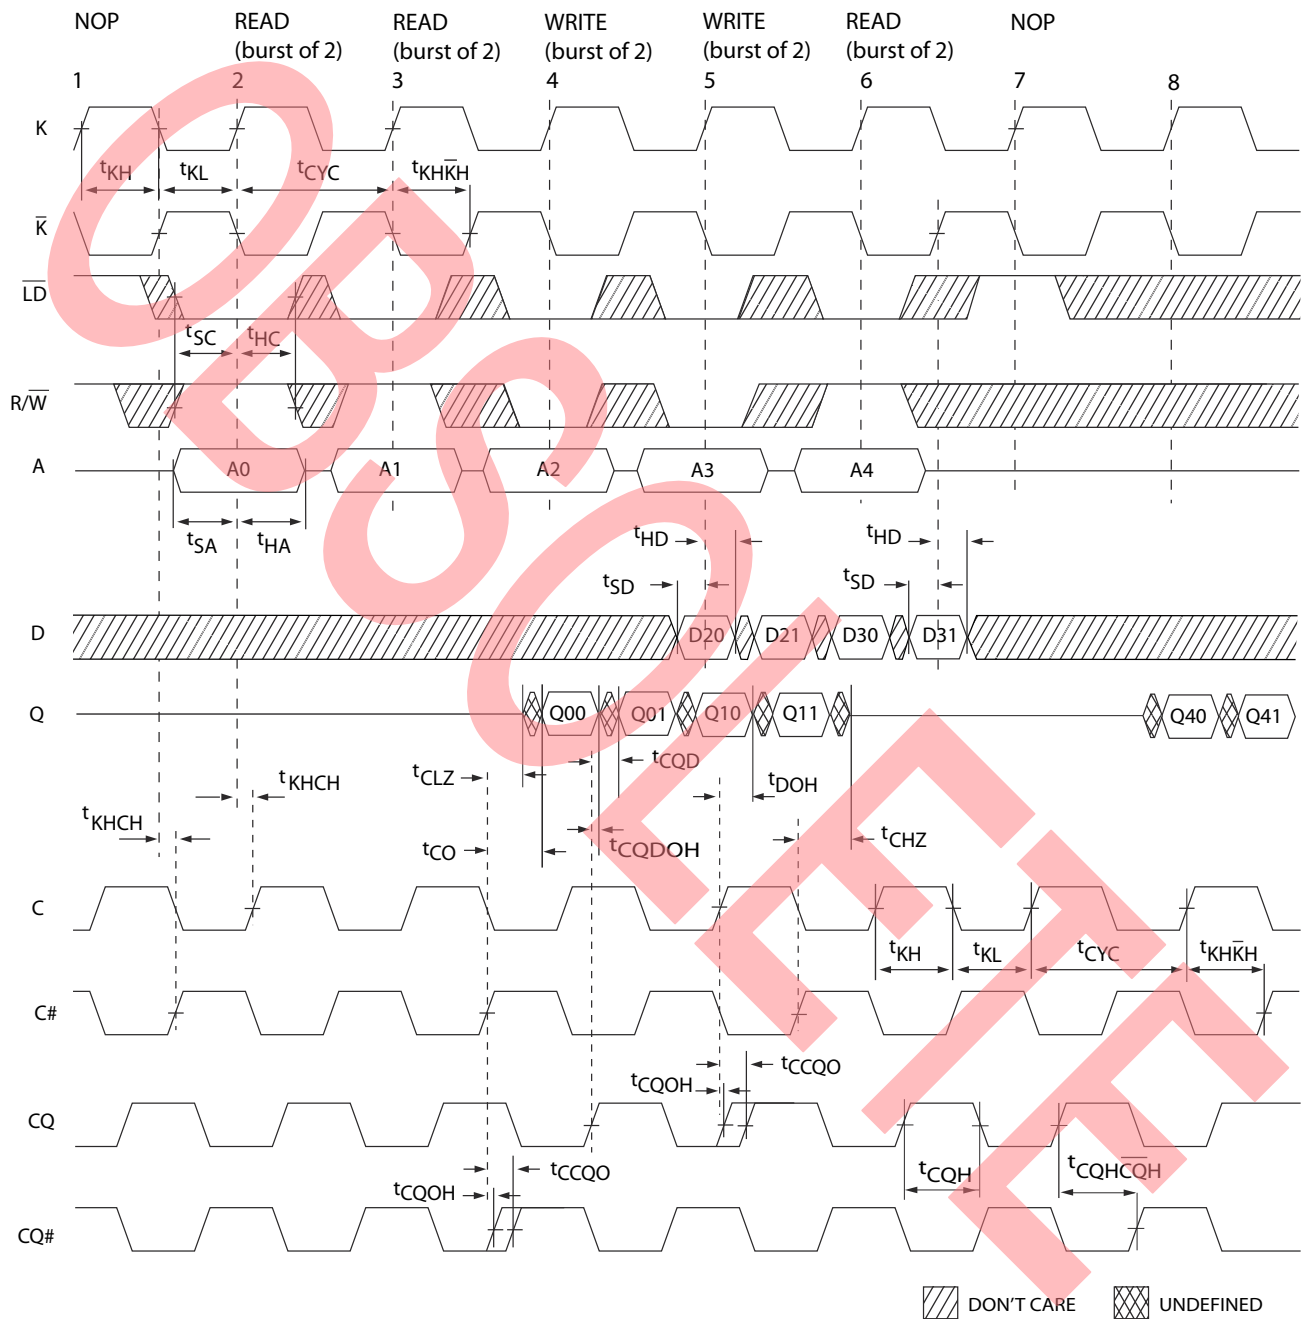 NOP READ READ WRITE WRITE READ NOP
(burst of 2) (burst of 2) (burst of 2) (burst of 2) (burst of 2)
1 2 3 4 5 6 7 8
K
tKH tKL tCYC tKHK̅H
K̅
L̅D̅
tSC tHC
R/W̅
A A0 A1 A2 A3 A4
tSA tHA
tHD tHD
tSD tSD
D D20 D21 D30 D31
Q Q00 Q01 Q10 Q11 Q40 Q41
tCLZ tCQD
tKHCH tDOH
tKHCH
tCO tCQDOH tCHZ
C
tKH tKL tCYC tKHK̅H
C#
tCCQO
tCQOH
CQ
tCCQO
tCQOH
tCQH tCQHC̅Q̅H̅
CQ#
DON'T CARE UNDEFINED
OBSOLETE